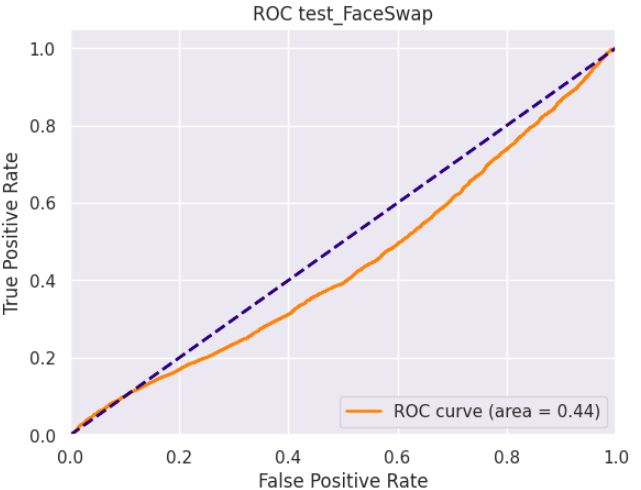 ROC test_FaceSwap
1.0
0.8
0.6
0.4
0.2
0.0
True Positive Rate
0.0 0.2 0.4 0.6 0.8 1.0
False Positive Rate
ROC curve (area = 0.44)